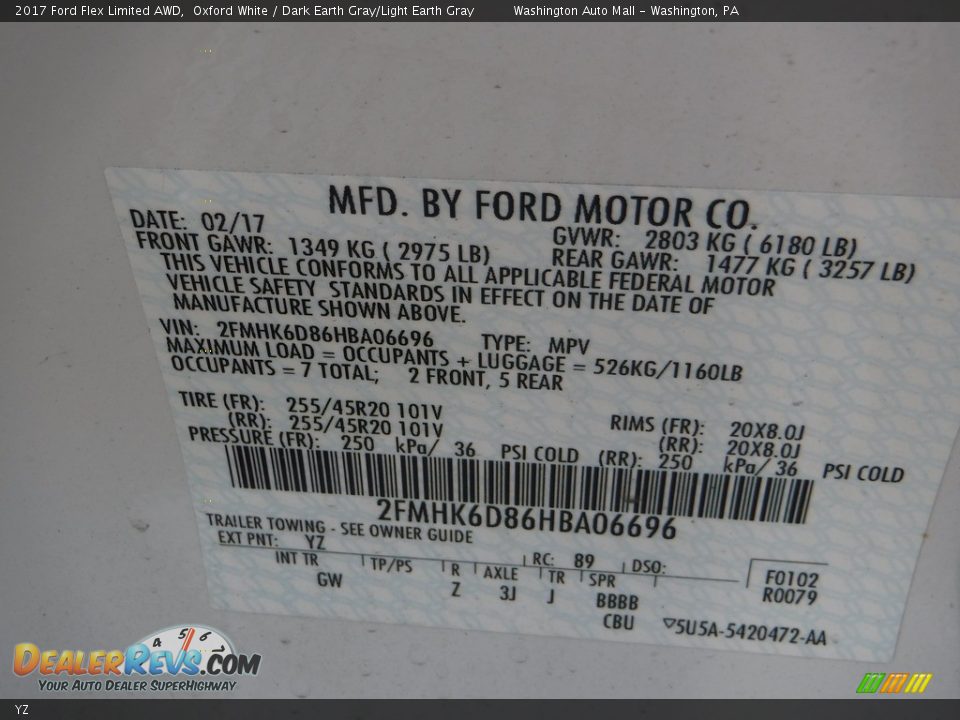 2017 Ford Flex Limited AWD, Oxford White / Dark Earth Gray/Light Earth Gray Washington Auto Mall - Washington, PA
MFD. BY FORD MOTOR CO.
DATE: 02/17 GVWR: 2803 KG ( 6180 LB)
FRONT GAWR: 1349 KG ( 2975 LB) REAR GAWR: 1477 KG ( 3257 LB)
THIS VEHICLE CONFORMS TO ALL APPLICABLE FEDERAL MOTOR
VEHICLE SAFETY STANDARDS IN EFFECT ON THE DATE OF
MANUFACTURE SHOWN ABOVE.
VIN: 2FMHK6D86HBA06696 TYPE: MPV
MAXIMUM LOAD = OCCUPANTS + LUGGAGE = 526KG/1160LB
OCCUPANTS = 7 TOTAL; 2 FRONT, 5 REAR
TIRE (FR): 255/45R20 101V RIMS (FR): 20X8.0J
(RR): 255/45R20 101V (RR): 20X8.0J
PRESSURE (FR): 250 kPa/ 36 PSI COLD (RR): 250 kPa/ 36 PSI COLD
2FMHK6D86HBA06696
TRAILER TOWING - SEE OWNER GUIDE
EXT PNT: YZ RC: 89 DSO: F0102
INT TR TP/PS R AXLE TR SPR R0079
GW Z 3J J BBBB
CBU ▽5U5A-5420472-AA
4 5 6
DEALERREVS.COM
YOUR AUTO DEALER SUPERHIGHWAY
YZ